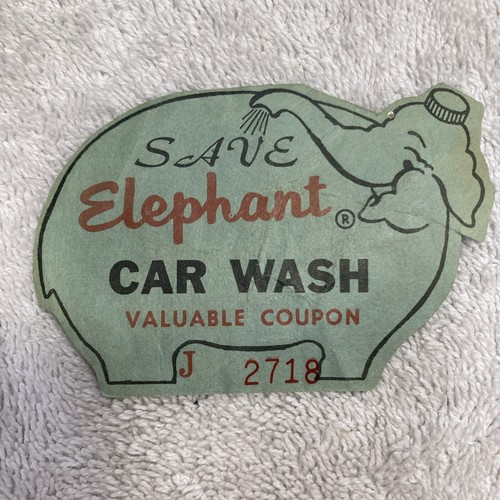 SAVE
Elephant ®
CAR WASH
VALUABLE COUPON
J 2718